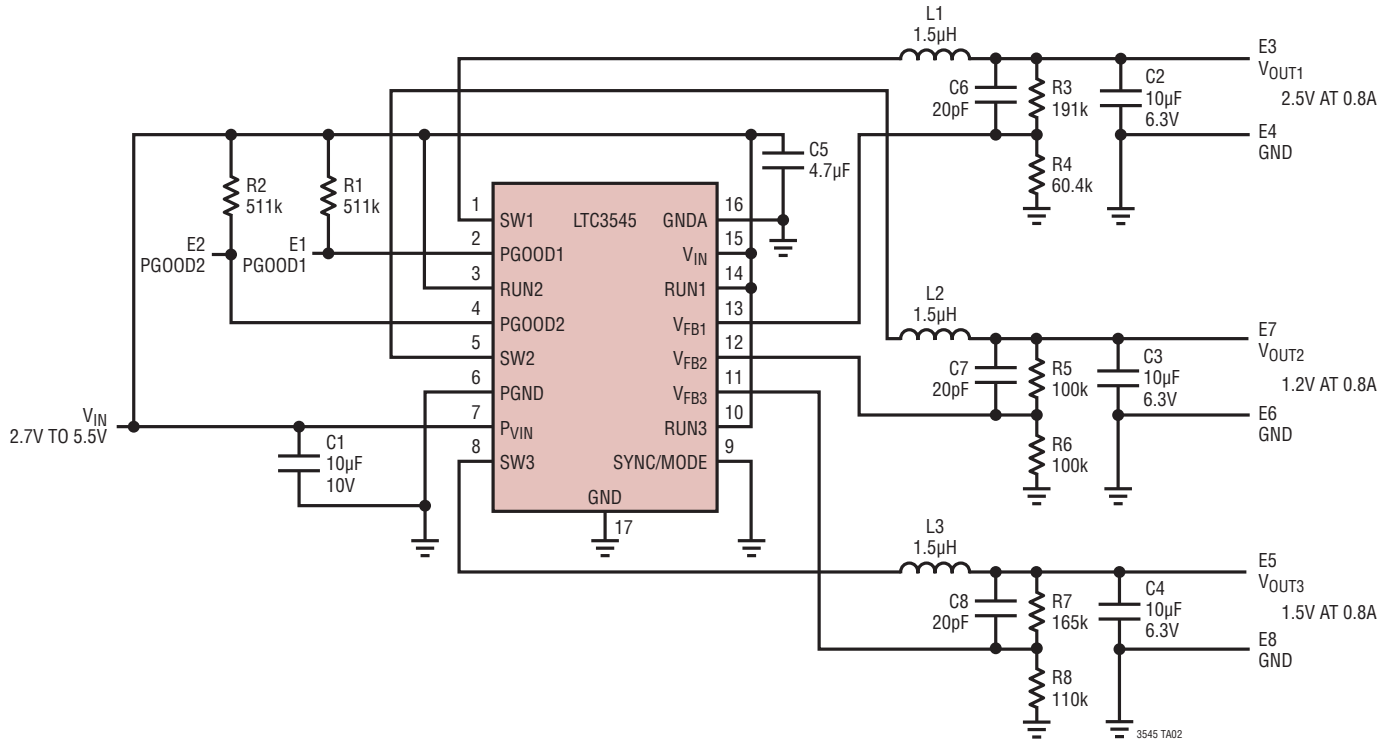 L1
1.5µH
E3
VOUT1
2.5V AT 0.8A
C6
20pF
R3
191k
C2
10µF
6.3V
E4
GND
R4
60.4k
C5
4.7µF
R2
511k
R1
511k
E2
PGOOD2
E1
PGOOD1
LTC3545
1
SW1
2
PGOOD1
3
RUN2
4
PGOOD2
5
SW2
6
PGND
7
PVIN
8
SW3
16
GNDA
15
VIN
14
RUN1
13
VFB1
12
VFB2
11
VFB3
10
RUN3
9
SYNC/MODE
GND
17
VIN
2.7V TO 5.5V
C1
10µF
10V
L2
1.5µH
E7
VOUT2
1.2V AT 0.8A
C7
20pF
R5
100k
C3
10µF
6.3V
E6
GND
R6
100k
L3
1.5µH
E5
VOUT3
1.5V AT 0.8A
C8
20pF
R7
165k
C4
10µF
6.3V
E8
GND
R8
110k
3545 TA02